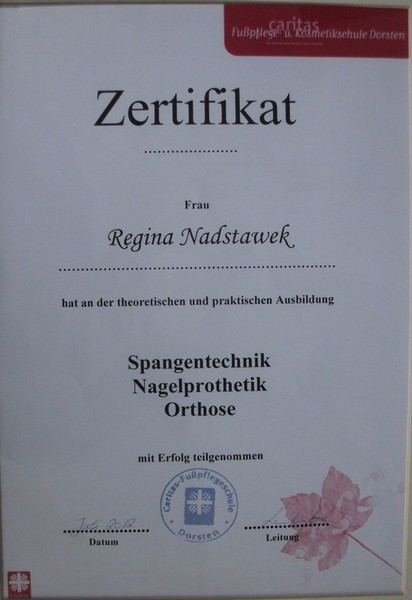 caritas
Fußpflege- u. Kosmetikschule Dorsten
Zertifikat
Frau
Regina Nadstawek
hat an der theoretischen und praktischen Ausbildung
Spangentechnik
Nagelprothetik
Orthose
mit Erfolg teilgenommen
Caritas-Fußpflegeschule
Dorsten
Datum
Leitung